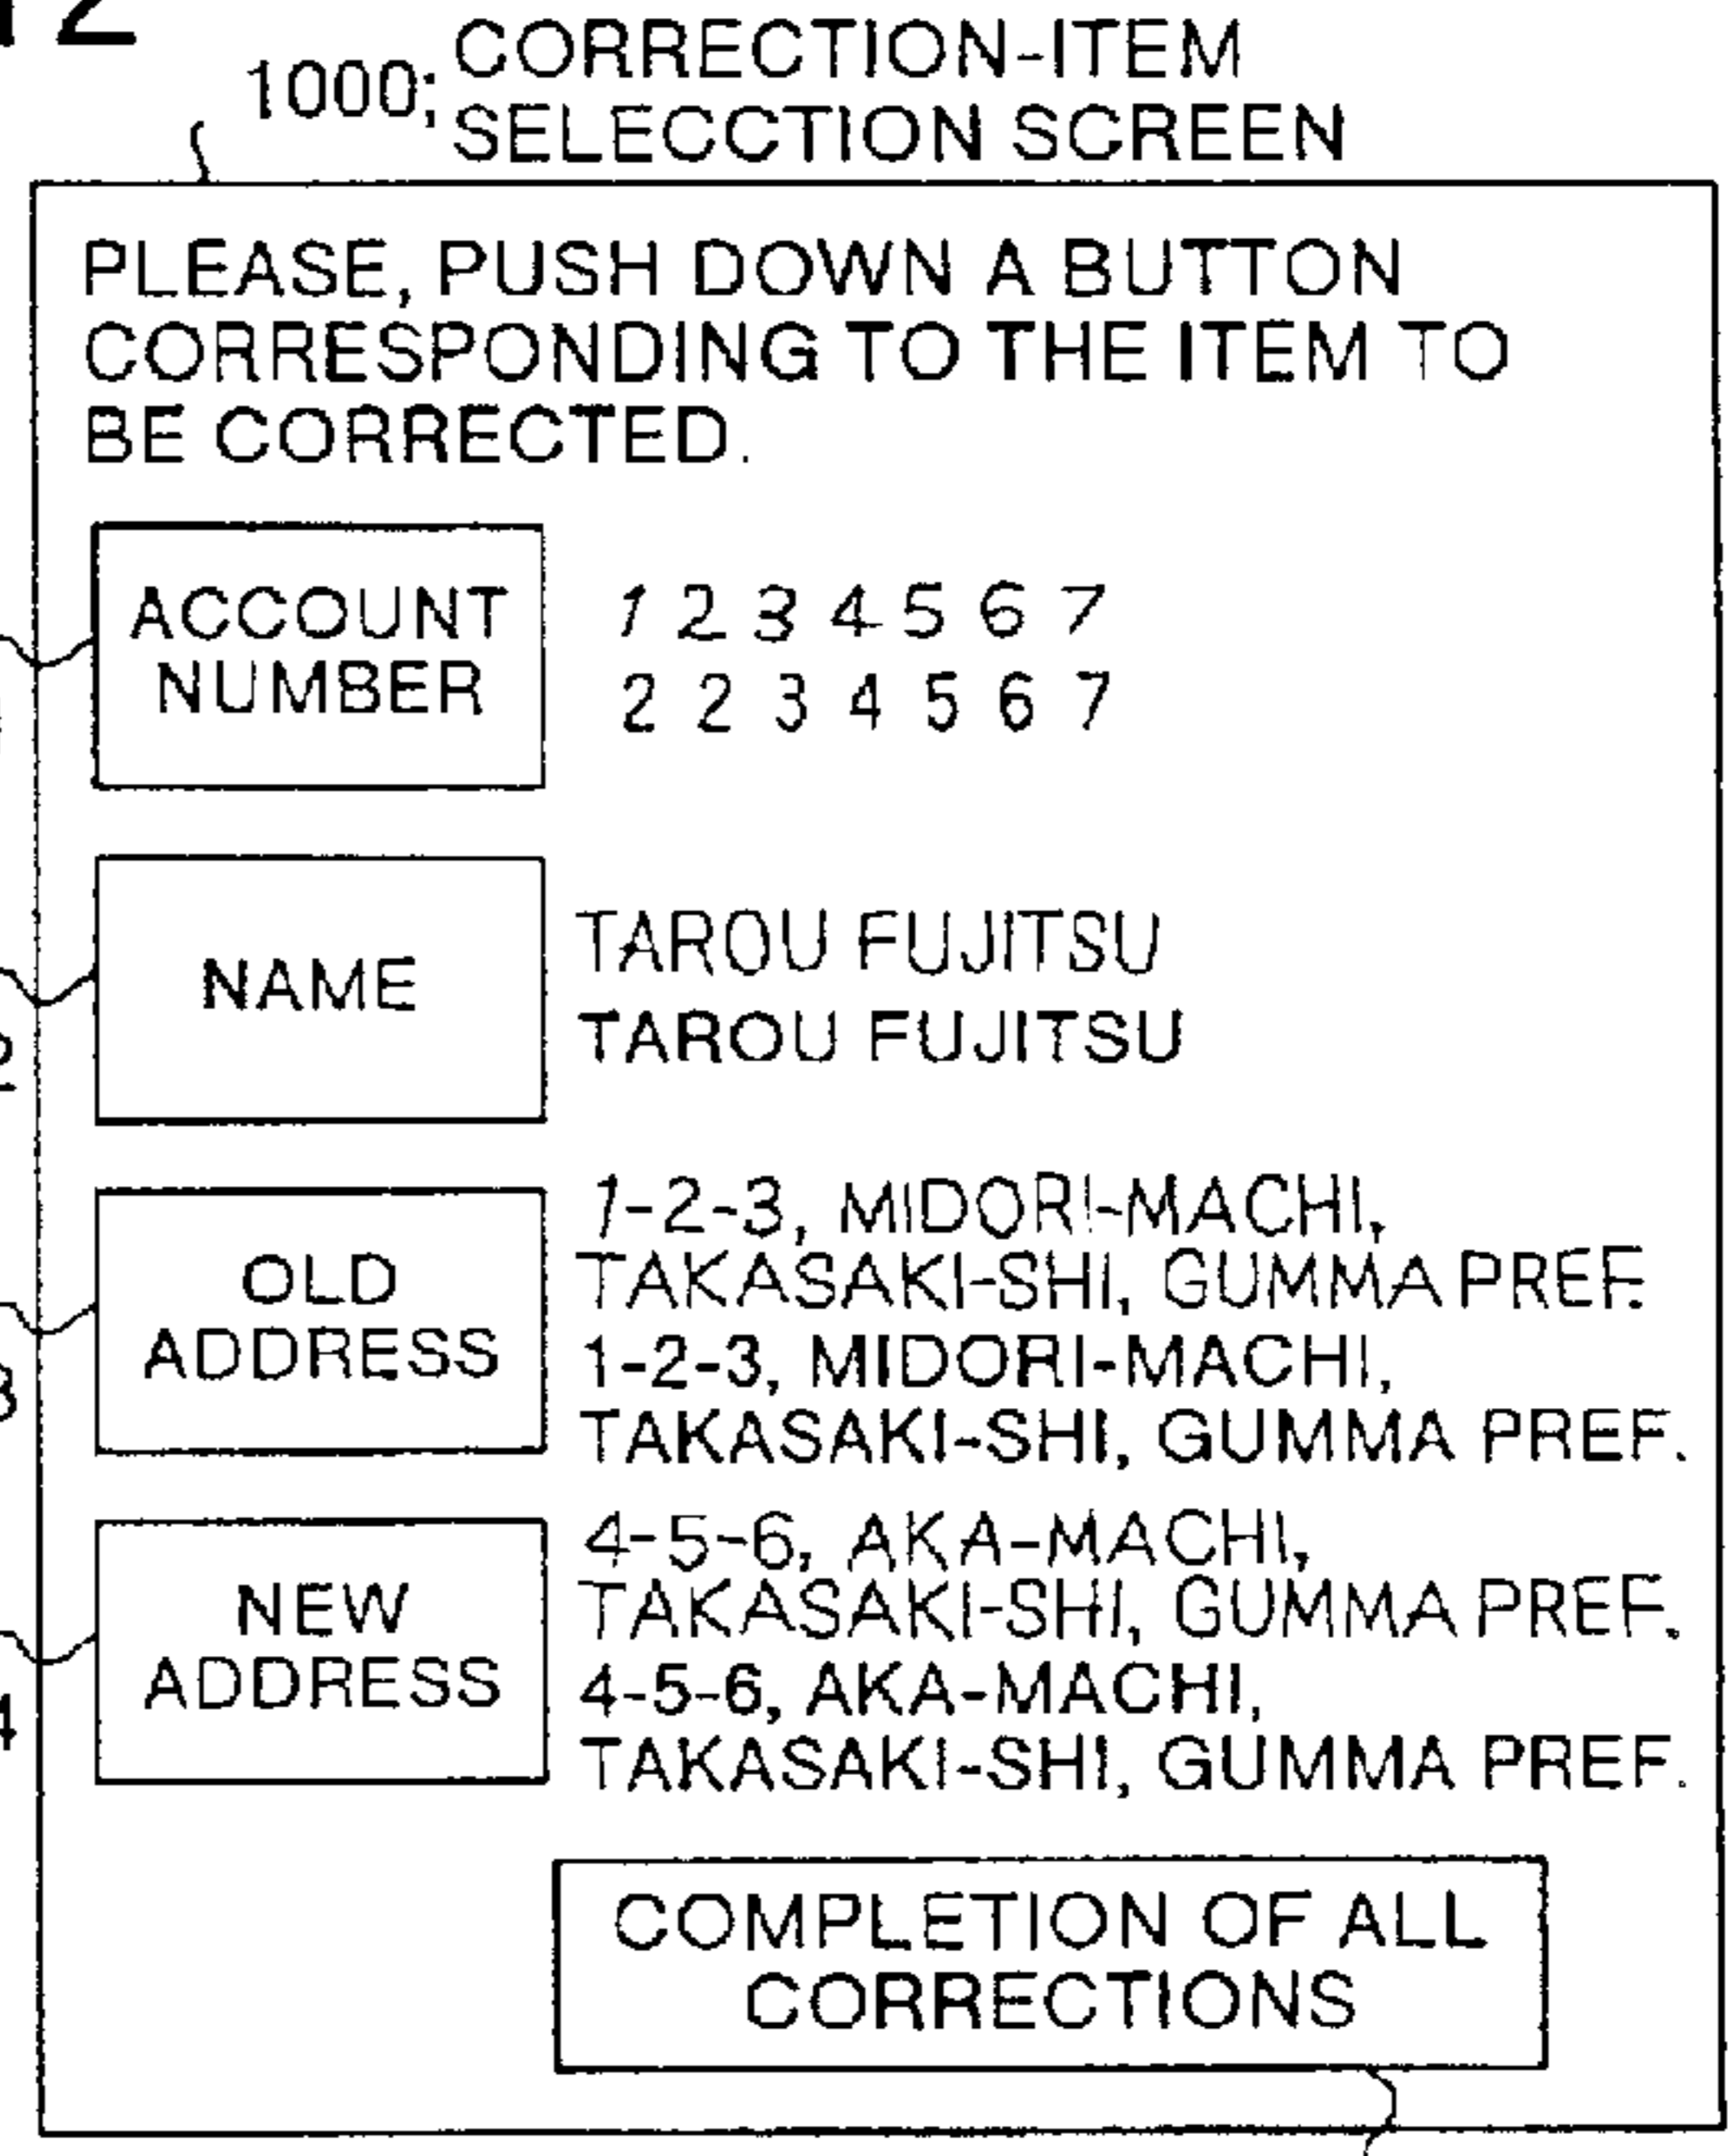 12
CORRECTION-ITEM
1000;
SELECCTION SCREEN
PLEASE, PUSH DOWN A BUTTON
CORRESPONDING TO THE ITEM TO
BE CORRECTED.
ACCOUNT
NUMBER
1 2 3 4 5 6 7
2 2 3 4 5 6 7
NAME
TAROU FUJITSU
TAROU FUJITSU
2
OLD
ADDRESS
1-2-3, MIDORI-MACHI,
TAKASAKI-SHI, GUMMA PREF.
1-2-3, MIDORI-MACHI,
TAKASAKI-SHI, GUMMA PREF.
3
NEW
ADDRESS
4-5-6, AKA-MACHI,
TAKASAKI-SHI, GUMMA PREF.
4-5-6, AKA-MACHI,
TAKASAKI-SHI, GUMMA PREF.
4
COMPLETION OF ALL
CORRECTIONS